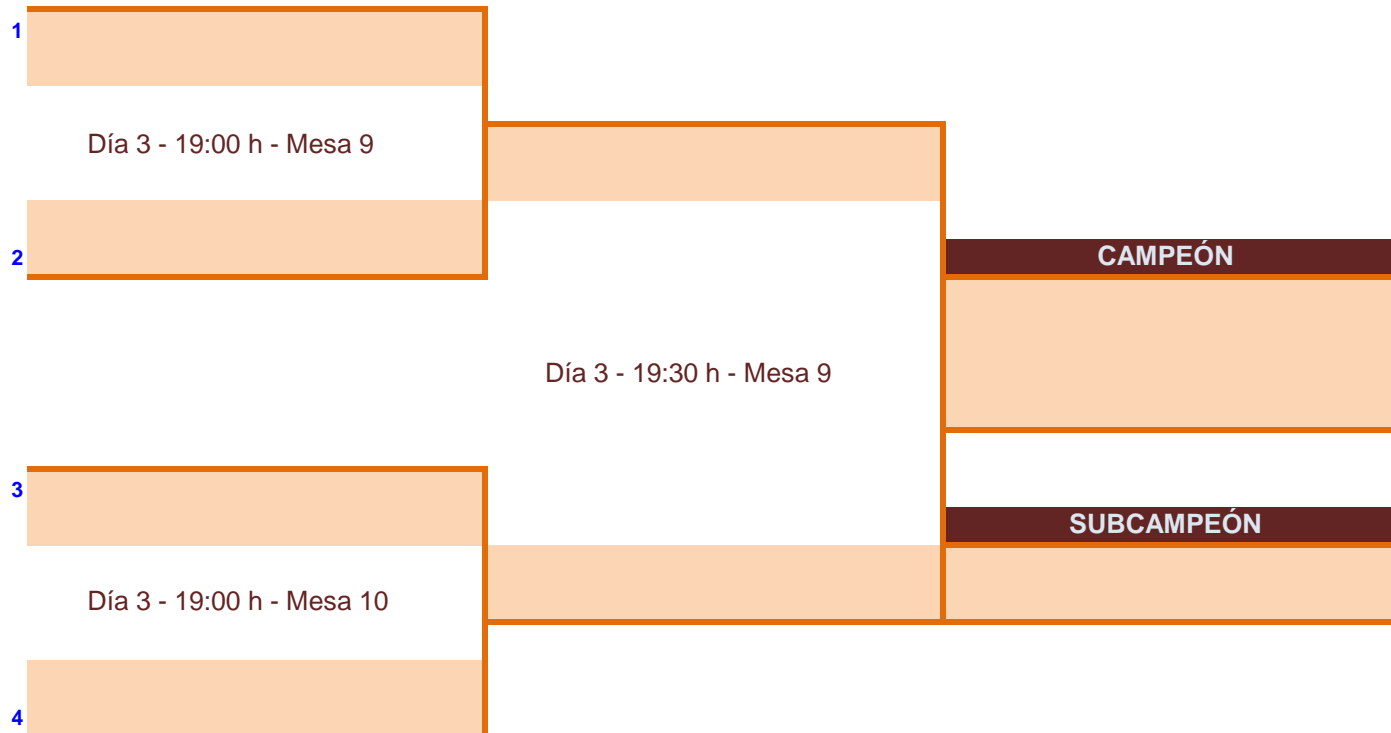 1
Día 3 - 19:00 h - Mesa 9
2
CAMPEÓN
Día 3 - 19:30 h - Mesa 9
3
SUBCAMPEÓN
Día 3 - 19:00 h - Mesa 10
4